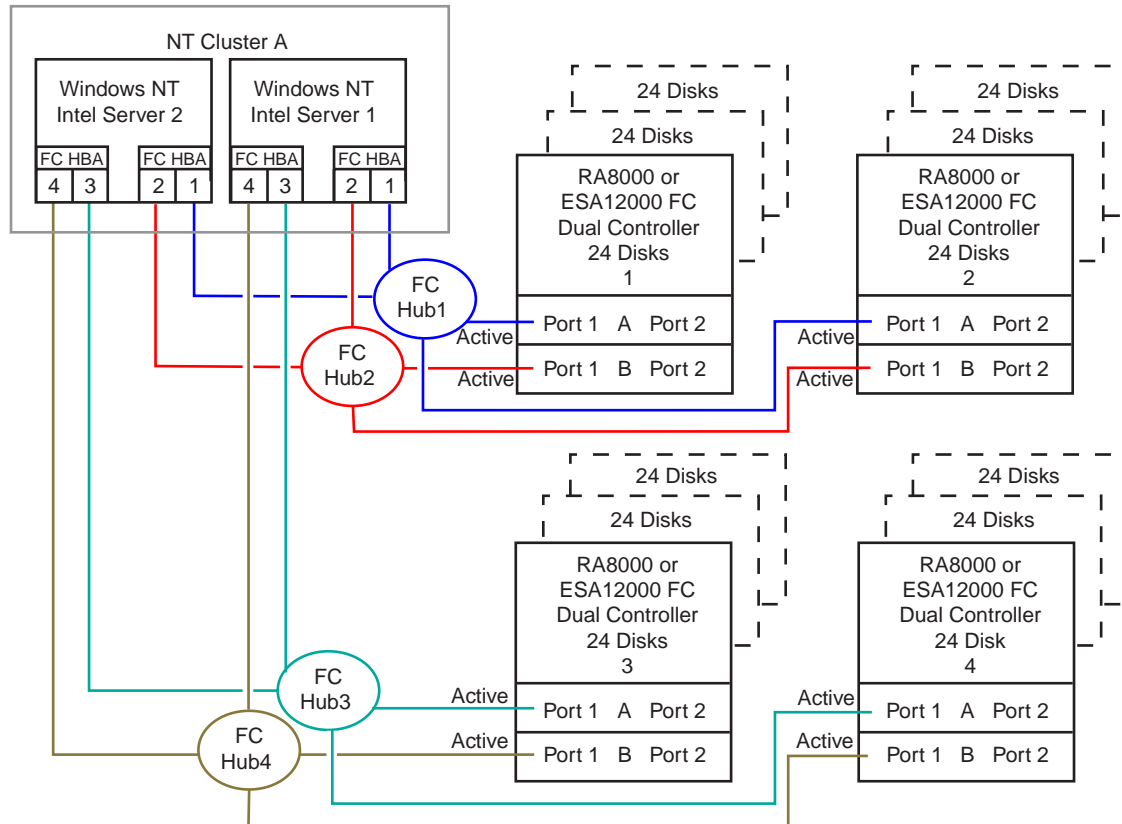 NT Cluster A
Windows NT
Intel Server 2
Windows NT
Intel Server 1
FC HBA
FC HBA
FC HBA
FC HBA
4 3
2 1
4 3
2 1
24 Disks
24 Disks
RA8000 or
ESA12000 FC
Dual Controller
24 Disks
1
Port 1 A Port 2
Port 1 B Port 2
Active
Active
24 Disks
24 Disks
RA8000 or
ESA12000 FC
Dual Controller
24 Disks
2
Port 1 A Port 2
Port 1 B Port 2
Active
Active
FC
Hub1
FC
Hub2
24 Disks
24 Disks
RA8000 or
ESA12000 FC
Dual Controller
24 Disks
3
Port 1 A Port 2
Port 1 B Port 2
Active
Active
24 Disks
24 Disks
RA8000 or
ESA12000 FC
Dual Controller
24 Disk
4
Port 1 A Port 2
Port 1 B Port 2
Active
Active
FC
Hub3
FC
Hub4